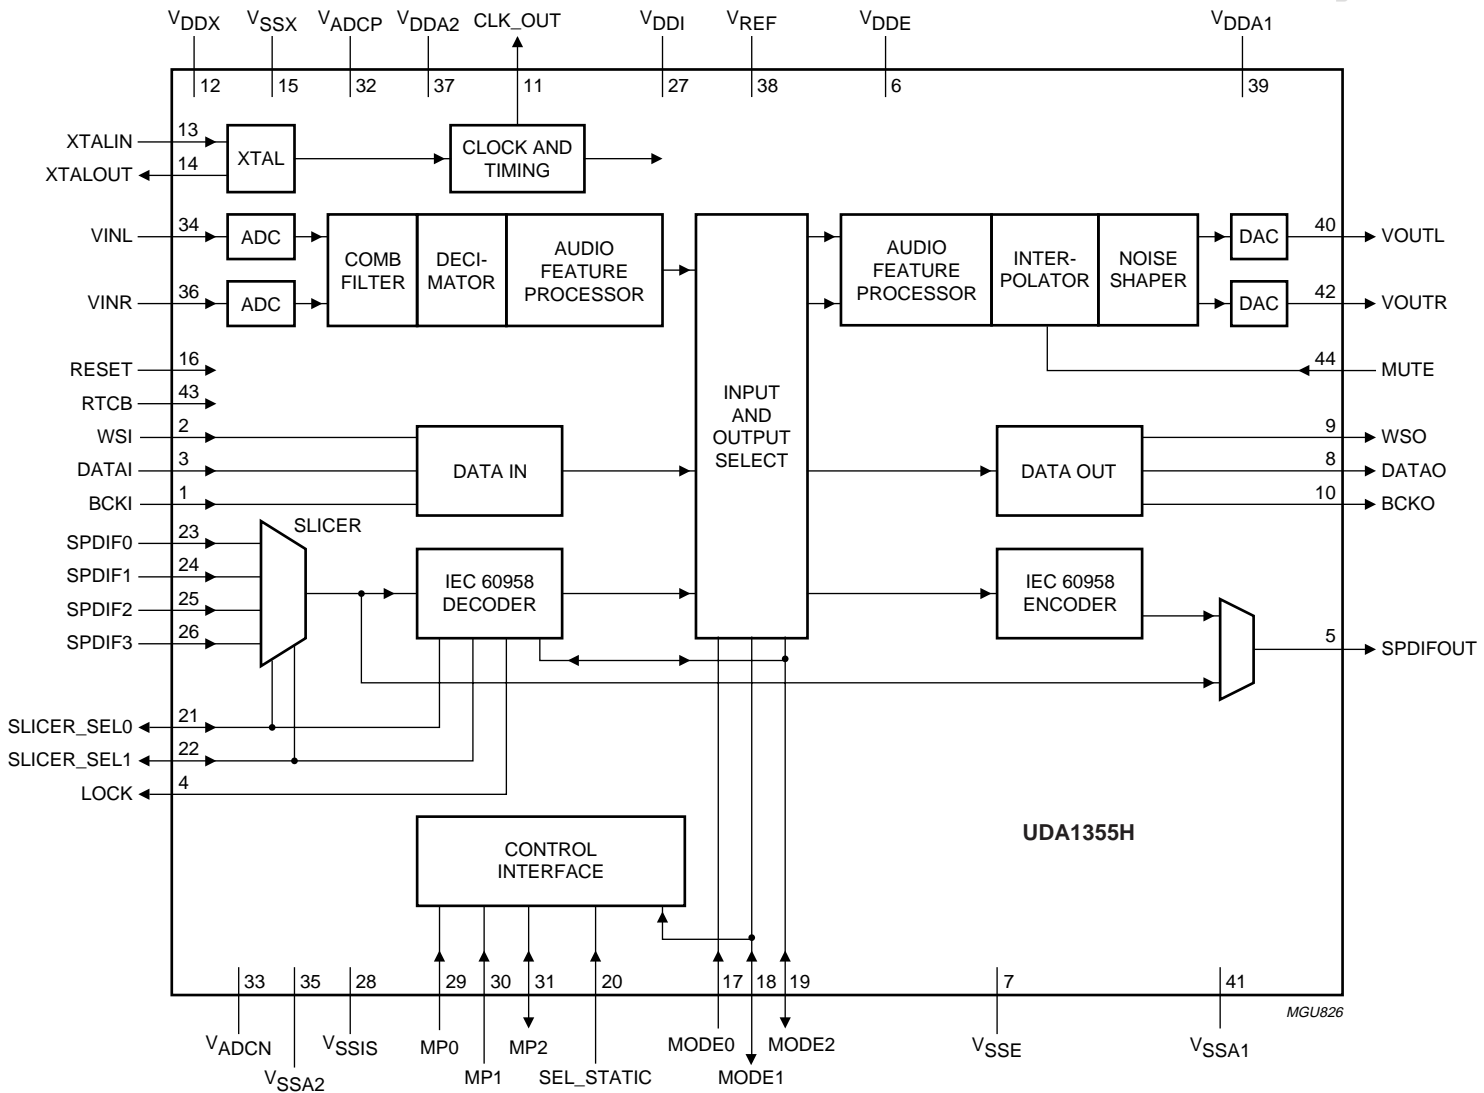 VDDX VSSX VADCP VDDA2 CLK_OUT VDDI VREF VDDE VDDA1
12 15 32 37 11 27 38 6 39
XTALIN 13
XTALOUT 14
XTAL
CLOCK AND
TIMING
VINL 34
ADC
VINR 36
ADC
COMB
FILTER
DECI-
MATOR
AUDIO
FEATURE
PROCESSOR
INPUT
AND
OUTPUT
SELECT
AUDIO
FEATURE
PROCESSOR
INTER-
POLATOR
NOISE
SHAPER
DAC
40 VOUTL
DAC
42 VOUTR
RESET 16
44 MUTE
RTCB 43
WSI 2
DATAI 3
BCKI 1
DATA IN
DATA OUT
9 WSO
8 DATAO
10 BCKO
SLICER
SPDIF0 23
SPDIF1 24
SPDIF2 25
SPDIF3 26
IEC 60958
DECODER
IEC 60958
ENCODER
5 SPDIFOUT
SLICER_SEL0 21
SLICER_SEL1 22
LOCK 4
CONTROL
INTERFACE
UDA1355H
33 35 28 29 30 31 20 17 18 19 7 41
MGU826
VADCN VSSIS MP0 MP2 MODE0 MODE2 VSSE VSSA1
VSSA2 MP1 SEL_STATIC MODE1